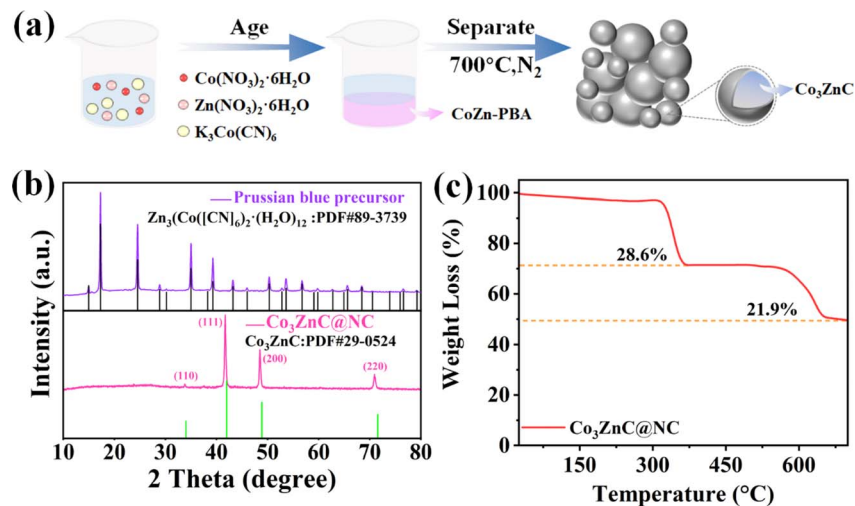 (a)
Age
Separate
700°C,N₂
Co(NO₃)₂·6H₂O
Zn(NO₃)₂·6H₂O
K₃Co(CN)₆
CoZn-PBA
Co₃ZnC
(b)
Prussian blue precursor
Zn₃(Co([CN]₆)₂·(H₂O)₁₂ :PDF#89-3739
Co₃ZnC@NC
Co₃ZnC:PDF#29-0524
(110)
(111)
(200)
(220)
Intensity (a.u.)
10 20 30 40 50 60 70 80
2 Theta (degree)
(c)
100
80
60
40
20
0
28.6%
21.9%
Co₃ZnC@NC
Weight Loss (%)
150 300 450 600
Temperature (°C)